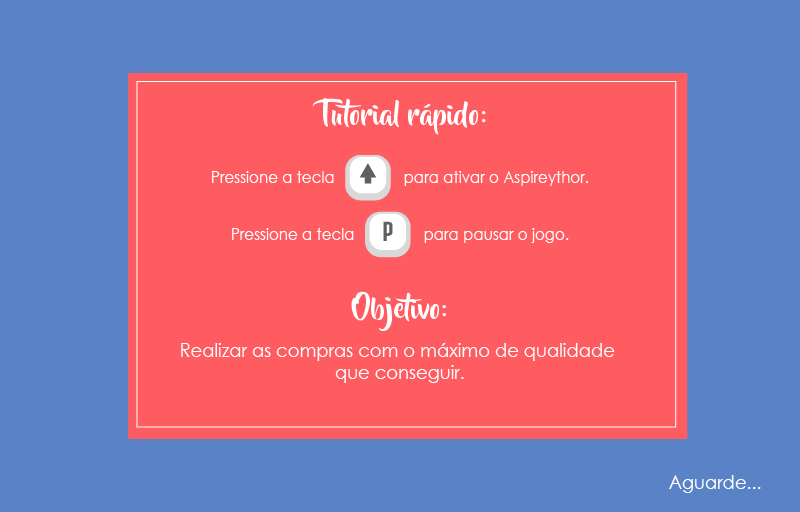 Tutorial rápido:
Pressione a tecla para ativar o Aspireythor.
Pressione a tecla P para pausar o jogo.
Objetivo:
Realizar as compras com o máximo de qualidade
que conseguir.
Aguarde...